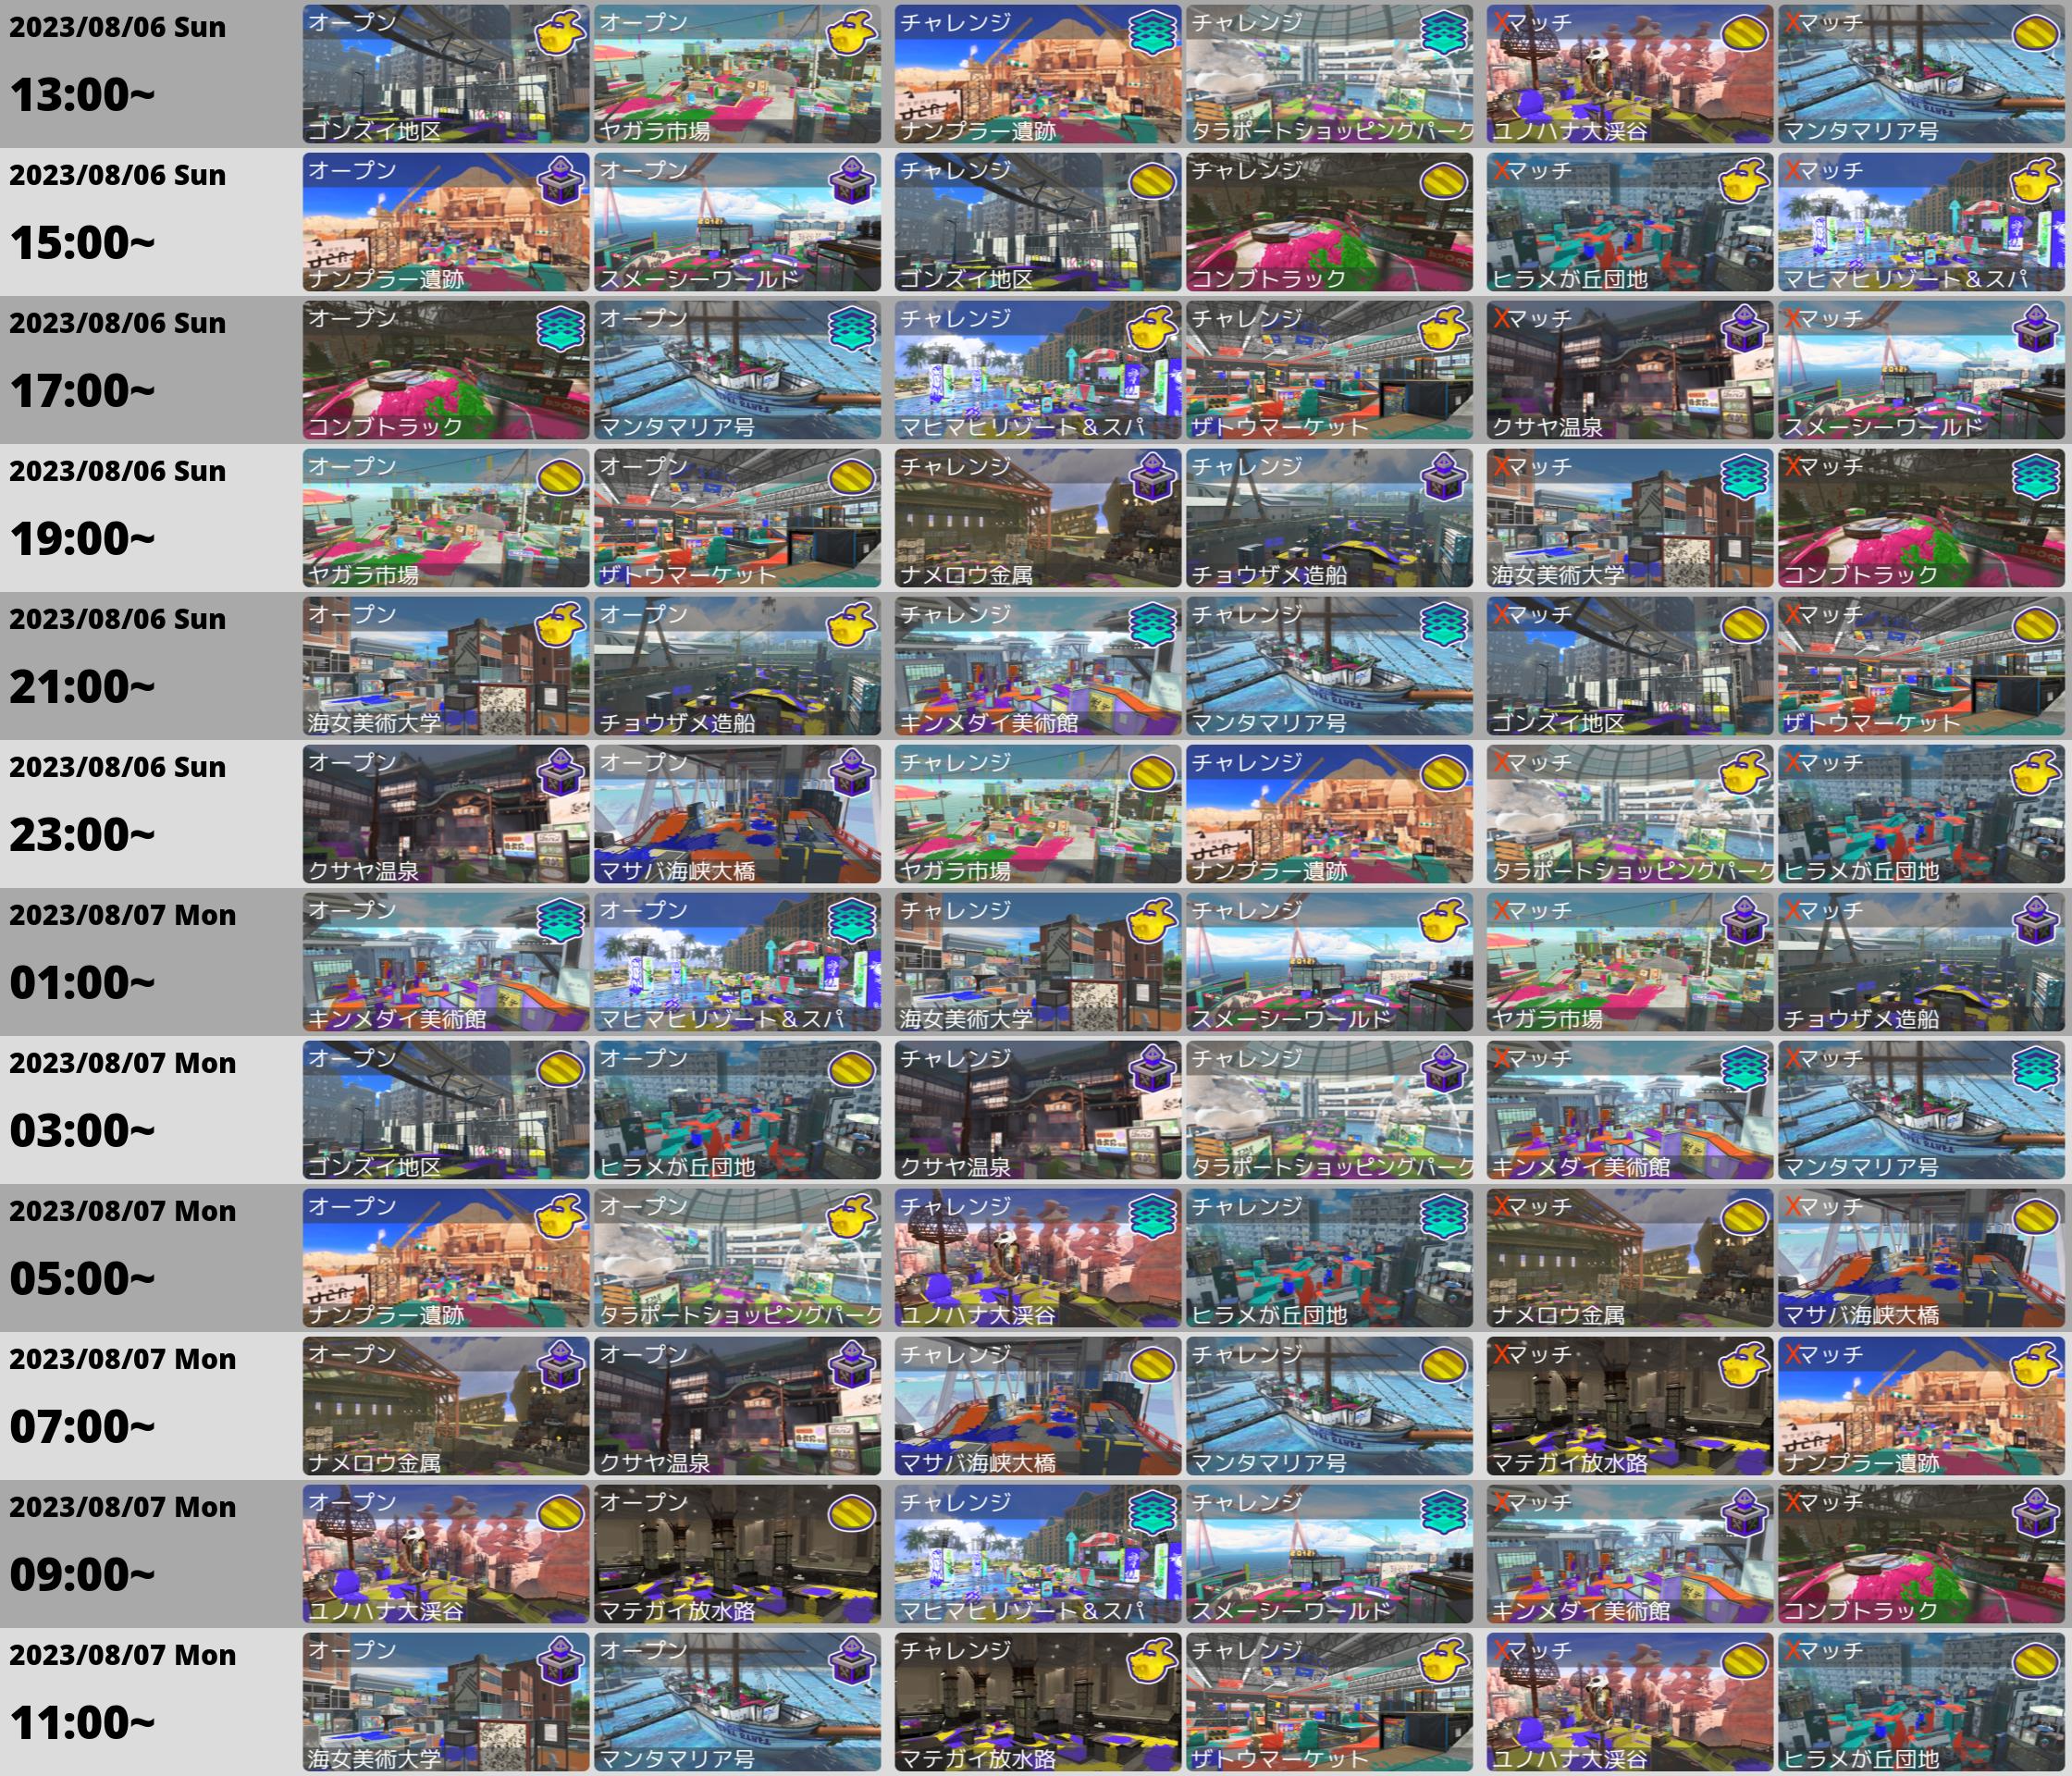 2023/08/06 Sun
13:00~
オープン
オープン
チャレンジ
チャレンジ
Xマッチ
Xマッチ
ゴンズイ地区
ヤガラ市場
ナンプラー遺跡
タラポートショッピングパーク
ユノハナ大渓谷
マンタマリア号
2023/08/06 Sun
15:00~
オープン
オープン
チャレンジ
チャレンジ
Xマッチ
Xマッチ
ナンプラー遺跡
スメーシーワールド
ゴンズイ地区
コンブトラック
ヒラメが丘団地
マヒマヒリゾート&スパ
2023/08/06 Sun
17:00~
オープン
オープン
チャレンジ
チャレンジ
Xマッチ
Xマッチ
コンブトラック
マンタマリア号
マヒマヒリゾート&スパ
ザトウマーケット
クサヤ温泉
スメーシーワールド
2023/08/06 Sun
19:00~
オープン
オープン
チャレンジ
チャレンジ
Xマッチ
Xマッチ
ヤガラ市場
ザトウマーケット
ナメロウ金属
チョウザメ造船
海女美術大学
コンブトラック
2023/08/06 Sun
21:00~
オープン
オープン
チャレンジ
チャレンジ
Xマッチ
Xマッチ
海女美術大学
チョウザメ造船
キンメダイ美術館
マンタマリア号
ゴンズイ地区
ザトウマーケット
2023/08/06 Sun
23:00~
オープン
オープン
チャレンジ
チャレンジ
Xマッチ
Xマッチ
クサヤ温泉
マサバ海峡大橋
ヤガラ市場
ナンプラー遺跡
タラポートショッピングパーク
ヒラメが丘団地
2023/08/07 Mon
01:00~
オープン
オープン
チャレンジ
チャレンジ
Xマッチ
Xマッチ
キンメダイ美術館
マヒマヒリゾート&スパ
海女美術大学
スメーシーワールド
ヤガラ市場
チョウザメ造船
2023/08/07 Mon
03:00~
オープン
オープン
チャレンジ
チャレンジ
Xマッチ
Xマッチ
ゴンズイ地区
ヒラメが丘団地
クサヤ温泉
タラポートショッピングパーク
キンメダイ美術館
マンタマリア号
2023/08/07 Mon
05:00~
オープン
オープン
チャレンジ
チャレンジ
Xマッチ
Xマッチ
ナンプラー遺跡
タラポートショッピングパーク
ユノハナ大渓谷
ヒラメが丘団地
ナメロウ金属
マサバ海峡大橋
2023/08/07 Mon
07:00~
オープン
オープン
チャレンジ
チャレンジ
Xマッチ
Xマッチ
ナメロウ金属
クサヤ温泉
マサバ海峡大橋
マンタマリア号
マテガイ放水路
ナンプラー遺跡
2023/08/07 Mon
09:00~
オープン
オープン
チャレンジ
チャレンジ
Xマッチ
Xマッチ
ユノハナ大渓谷
マテガイ放水路
マヒマヒリゾート&スパ
スメーシーワールド
キンメダイ美術館
コンブトラック
2023/08/07 Mon
11:00~
オープン
オープン
チャレンジ
チャレンジ
Xマッチ
Xマッチ
海女美術大学
マンタマリア号
マテガイ放水路
ザトウマーケット
ユノハナ大渓谷
ヒラメが丘団地